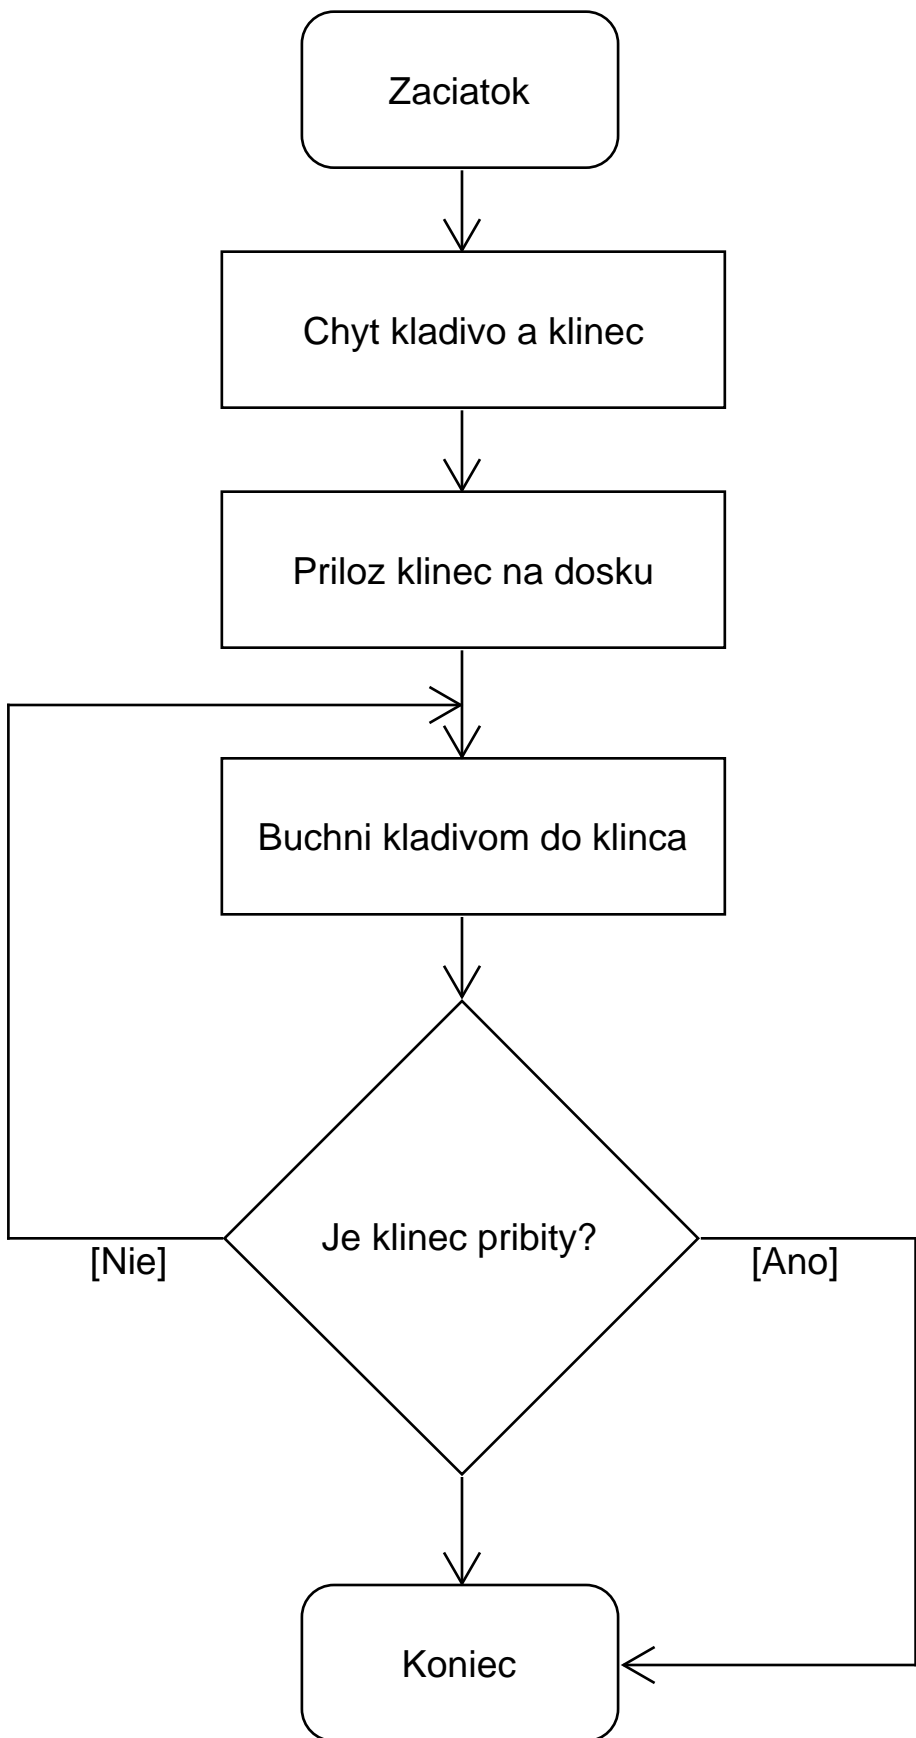 Zaciatok
Chyt kladivo a klinec
Priloz klinec na dosku
Buchni kladivom do klinca
Je klinec pribity?
[Nie]
[Ano]
Koniec